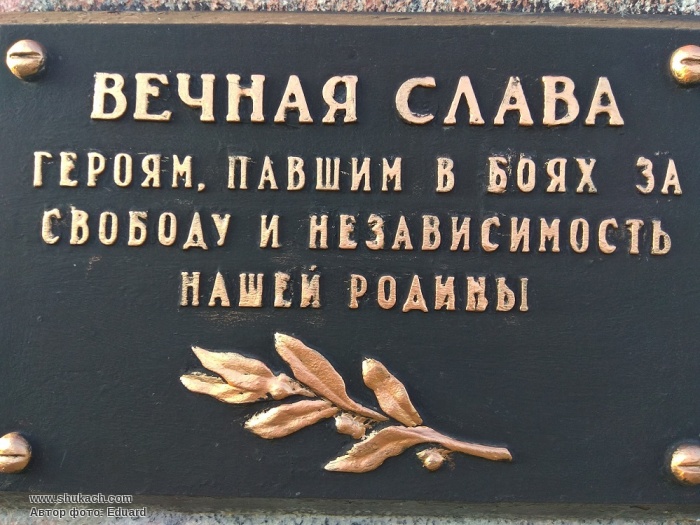 ВЕЧНАЯ СЛАВА
ГЕРОЯМ, ПАВШИМ В БОЯХ ЗА
СВОБОДУ И НЕЗАВИСИМОСТЬ
НАШЕЙ РОДИНЫ
www.shukach.com
Автор фото: Eduard